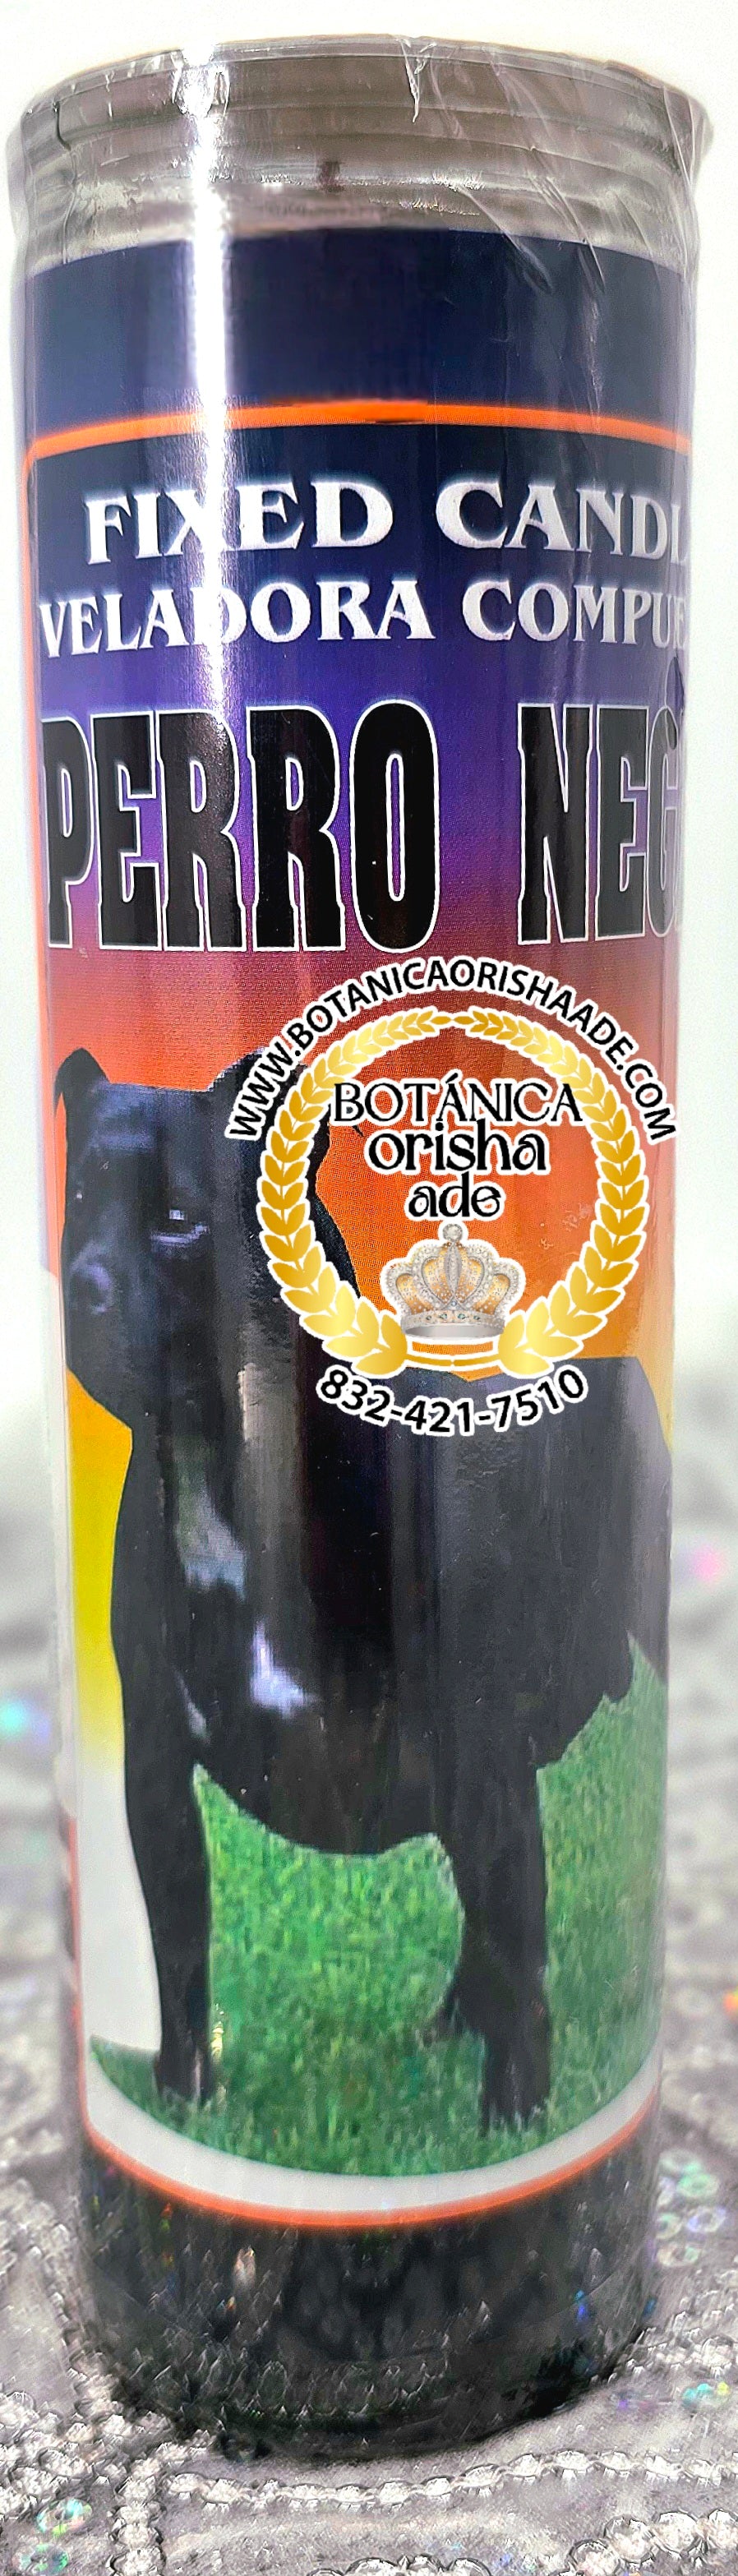 FIXED CANDL
VELADORA COMPUE
PERRO NEG
WWW.BOTANICAORISHAADE.COM
BOTÁNICA
orisha
ade
832-421-7510